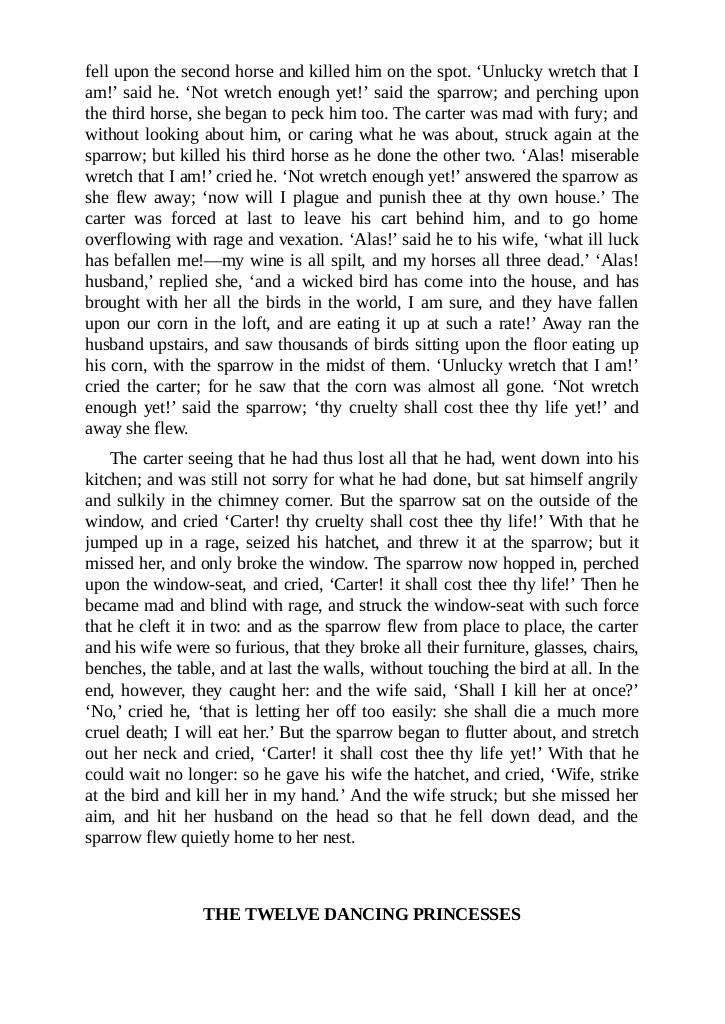 fell upon the second horse and killed him on the spot. ‘Unlucky wretch that I
am!’ said he. ‘Not wretch enough yet!’ said the sparrow; and perching upon
the third horse, she began to peck him too. The carter was mad with fury; and
without looking about him, or caring what he was about, struck again at the
sparrow; but killed his third horse as he done the other two. ‘Alas! miserable
wretch that I am!’ cried he. ‘Not wretch enough yet!’ answered the sparrow as
she flew away; ‘now will I plague and punish thee at thy own house.’ The
carter was forced at last to leave his cart behind him, and to go home
overflowing with rage and vexation. ‘Alas!’ said he to his wife, ‘what ill luck
has befallen me!—my wine is all spilt, and my horses all three dead.’ ‘Alas!
husband,’ replied she, ‘and a wicked bird has come into the house, and has
brought with her all the birds in the world, I am sure, and they have fallen
upon our corn in the loft, and are eating it up at such a rate!’ Away ran the
husband upstairs, and saw thousands of birds sitting upon the floor eating up
his corn, with the sparrow in the midst of them. ‘Unlucky wretch that I am!’
cried the carter; for he saw that the corn was almost all gone. ‘Not wretch
enough yet!’ said the sparrow; ‘thy cruelty shall cost thee thy life yet!’ and
away she flew.
The carter seeing that he had thus lost all that he had, went down into his
kitchen; and was still not sorry for what he had done, but sat himself angrily
and sulkily in the chimney corner. But the sparrow sat on the outside of the
window, and cried ‘Carter! thy cruelty shall cost thee thy life!’ With that he
jumped up in a rage, seized his hatchet, and threw it at the sparrow; but it
missed her, and only broke the window. The sparrow now hopped in, perched
upon the window-seat, and cried, ‘Carter! it shall cost thee thy life!’ Then he
became mad and blind with rage, and struck the window-seat with such force
that he cleft it in two: and as the sparrow flew from place to place, the carter
and his wife were so furious, that they broke all their furniture, glasses, chairs,
benches, the table, and at last the walls, without touching the bird at all. In the
end, however, they caught her: and the wife said, ‘Shall I kill her at once?’
‘No,’ cried he, ‘that is letting her off too easily: she shall die a much more
cruel death; I will eat her.’ But the sparrow began to flutter about, and stretch
out her neck and cried, ‘Carter! it shall cost thee thy life yet!’ With that he
could wait no longer: so he gave his wife the hatchet, and cried, ‘Wife, strike
at the bird and kill her in my hand.’ And the wife struck; but she missed her
aim, and hit her husband on the head so that he fell down dead, and the
sparrow flew quietly home to her nest.
THE TWELVE DANCING PRINCESSES